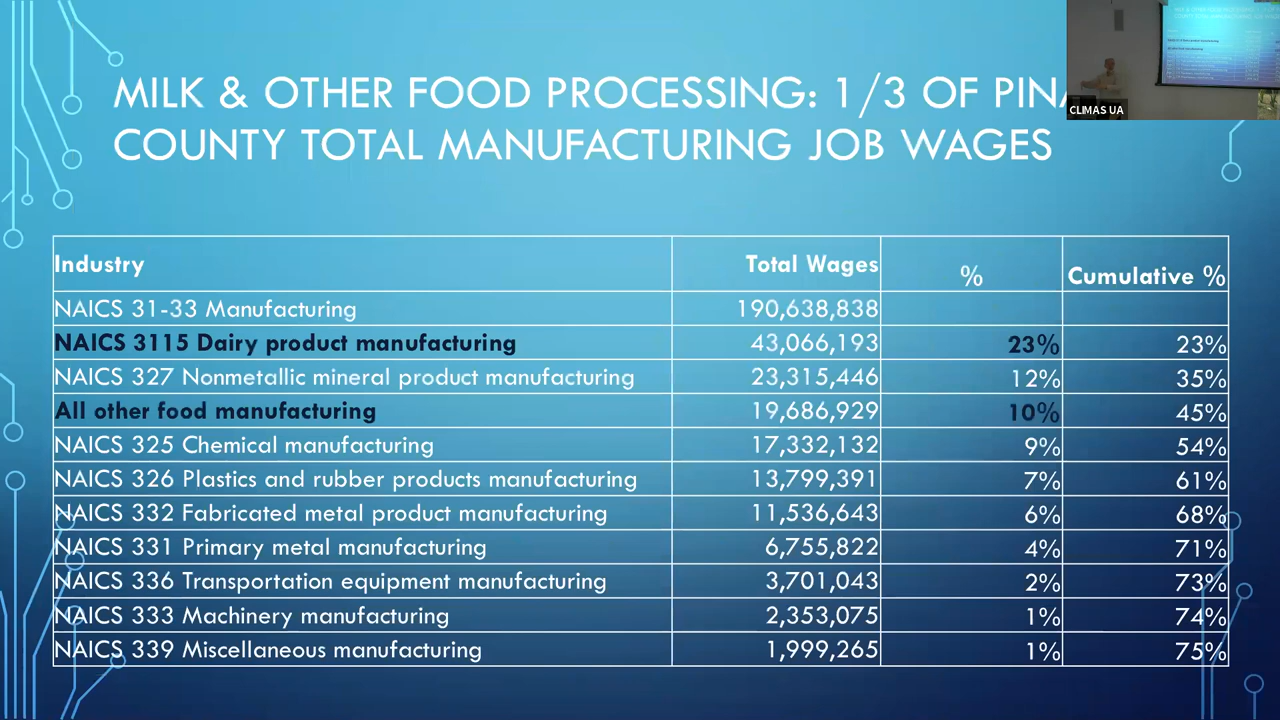 MILK & OTHER FOOD PROCESSING: 1/3 OF PINA
COUNTY TOTAL MANUFACTURING JOB WAGES
CLIMAS UA
Industry Total Wages % Cumulative %
NAICS 31-33 Manufacturing 190,638,838
NAICS 3115 Dairy product manufacturing 43,066,193 23% 23%
NAICS 327 Nonmetallic mineral product manufacturing 23,315,446 12% 35%
All other food manufacturing 19,686,929 10% 45%
NAICS 325 Chemical manufacturing 17,332,132 9% 54%
NAICS 326 Plastics and rubber products manufacturing 13,799,391 7% 61%
NAICS 332 Fabricated metal product manufacturing 11,536,643 6% 68%
NAICS 331 Primary metal manufacturing 6,755,822 4% 71%
NAICS 336 Transportation equipment manufacturing 3,701,043 2% 73%
NAICS 333 Machinery manufacturing 2,353,075 1% 74%
NAICS 339 Miscellaneous manufacturing 1,999,265 1% 75%